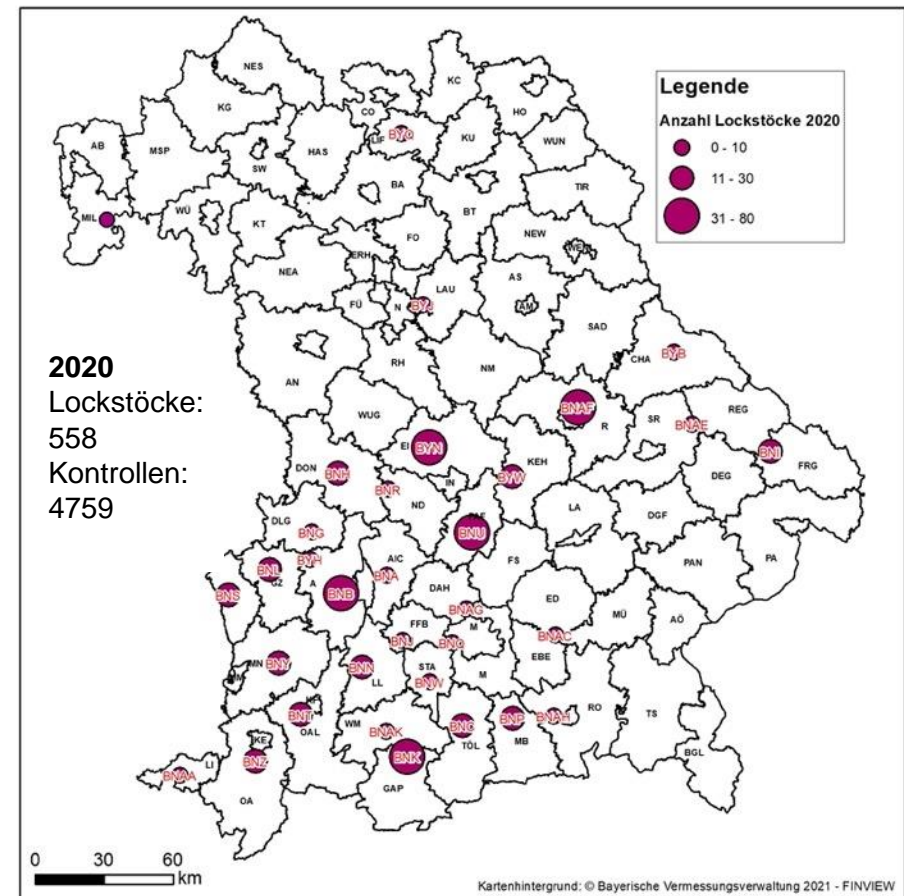 NES
KC
KG
CO
HO
LIF
BYO
KU
WUN
AB
MSP
SW
HAS
BA
BT
TIR
MIL
WÜ
KT
FO
NEW
NEA
ERH
LAU
AS
FÜ
N
BYJ
AM
SAD
CHA
BYB
AN
RH
NM
WUG
EI
BYN
BNAF
R
SR
BNAE
REG
DON
BNH
BNR
IN
ND
BYW
KEH
BNI
FRG
DEG
DLG
BNG
BNU
LA
DGF
PA
BYH
AIC
BNL
GZ
A
BNA
FS
PAN
BNS
BNB
DAH
BNAG
ED
FFB
M
MÜ
AÖ
BNJ
BNQ
BNAC
EBE
MN
BNY
BNN
LL
STA
BNW
M
BNT
OAL
WM
BNAK
BNC
TÖL
BNP
MB
BNAH
RO
TS
KE
BNZ
BNK
GAP
BGL
BNAA
LI
OA
Legende
Anzahl Lockstöcke 2020
0 - 10
11 - 30
31 - 80
2020
Lockstöcke:
558
Kontrollen:
4759
0 30 60
km
Kartenhintergrund: © Bayerische Vermessungsverwaltung 2021 - FINVIEW